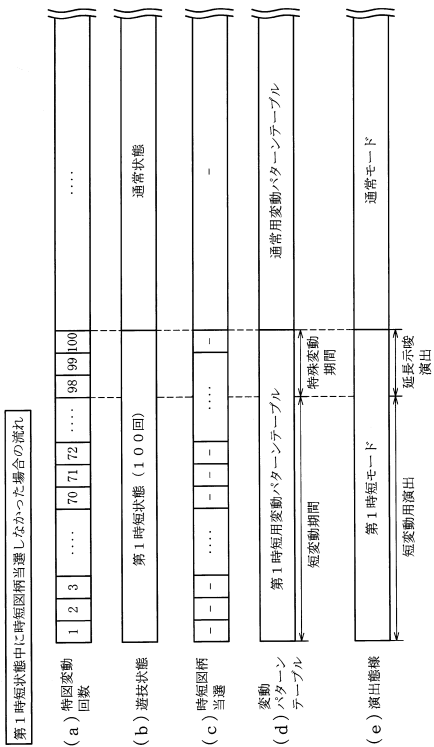 第1時短状態中に時短図柄当選しなかった場合の流れ
(a) 特図変動
回数
1 2 3 ‥‥ 70 71 72 ‥‥ 98 99 100 ‥‥
(b) 遊技状態
第1時短状態 (100回)
通常状態
(c) 時短図柄
当選
- - - ‥‥ - - - ‥‥ - -
(d) 変動
パターン
テーブル
第1時短用変動パターンテーブル
通常用変動パターンテーブル
短変動期間
特殊変動
期間
(e) 演出態様
第1時短モード
通常モード
短変動用演出
延長示唆
演出